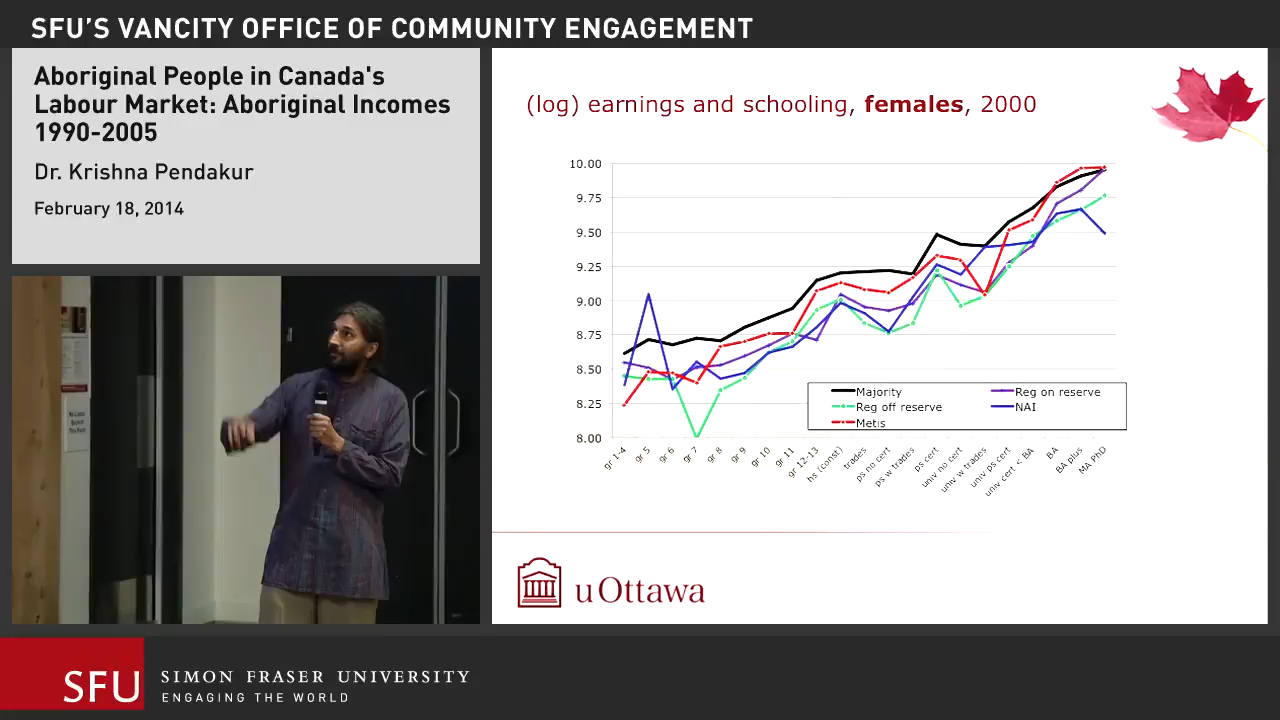 SFU'S VANCITY OFFICE OF COMMUNITY ENGAGEMENT
Aboriginal People in Canada's
Labour Market: Aboriginal Incomes
1990-2005
Dr. Krishna Pendakur
February 18, 2014
(log) earnings and schooling, females, 2000
10.00
9.75
9.50
9.25
9.00
8.75
8.50
8.25
8.00
Majority
Reg on reserve
Reg off reserve
NAI
Metis
gr 1-4
gr 5
gr 6
gr 7
gr 8
gr 9
gr 10
gr 11
gr 12-13
hs (const)
trades
ps no cert
ps w trades
ps cert
univ no cert
univ w trades
univ ps cert
univ cert < BA
BA
BA plus
MA PhD
uOttawa
SFU
SIMON FRASER UNIVERSITY
ENGAGING THE WORLD